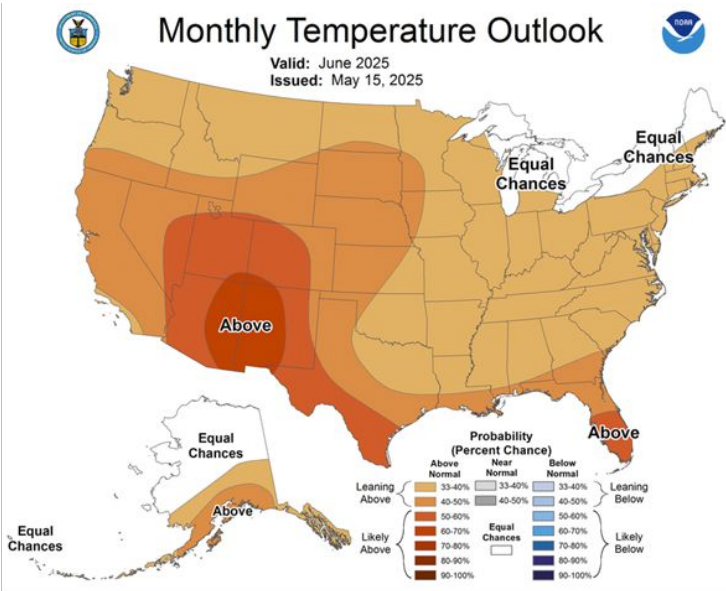 Monthly Temperature Outlook
NOAA
Valid: June 2025
Issued: May 15, 2025
Equal
Chances
Equal
Chances
Above
Above
Equal
Chances
Above
Equal
Chances
Probability
(Percent Chance)
Above
Normal
Near
Normal
Below
Normal
Leaning
Above
33-40%
40-50%
33-40%
40-50%
33-40%
40-50%
Leaning
Below
Likely
Above
50-60%
60-70%
70-80%
80-90%
90-100%
Equal
Chances
50-60%
60-70%
70-80%
80-90%
90-100%
Likely
Below